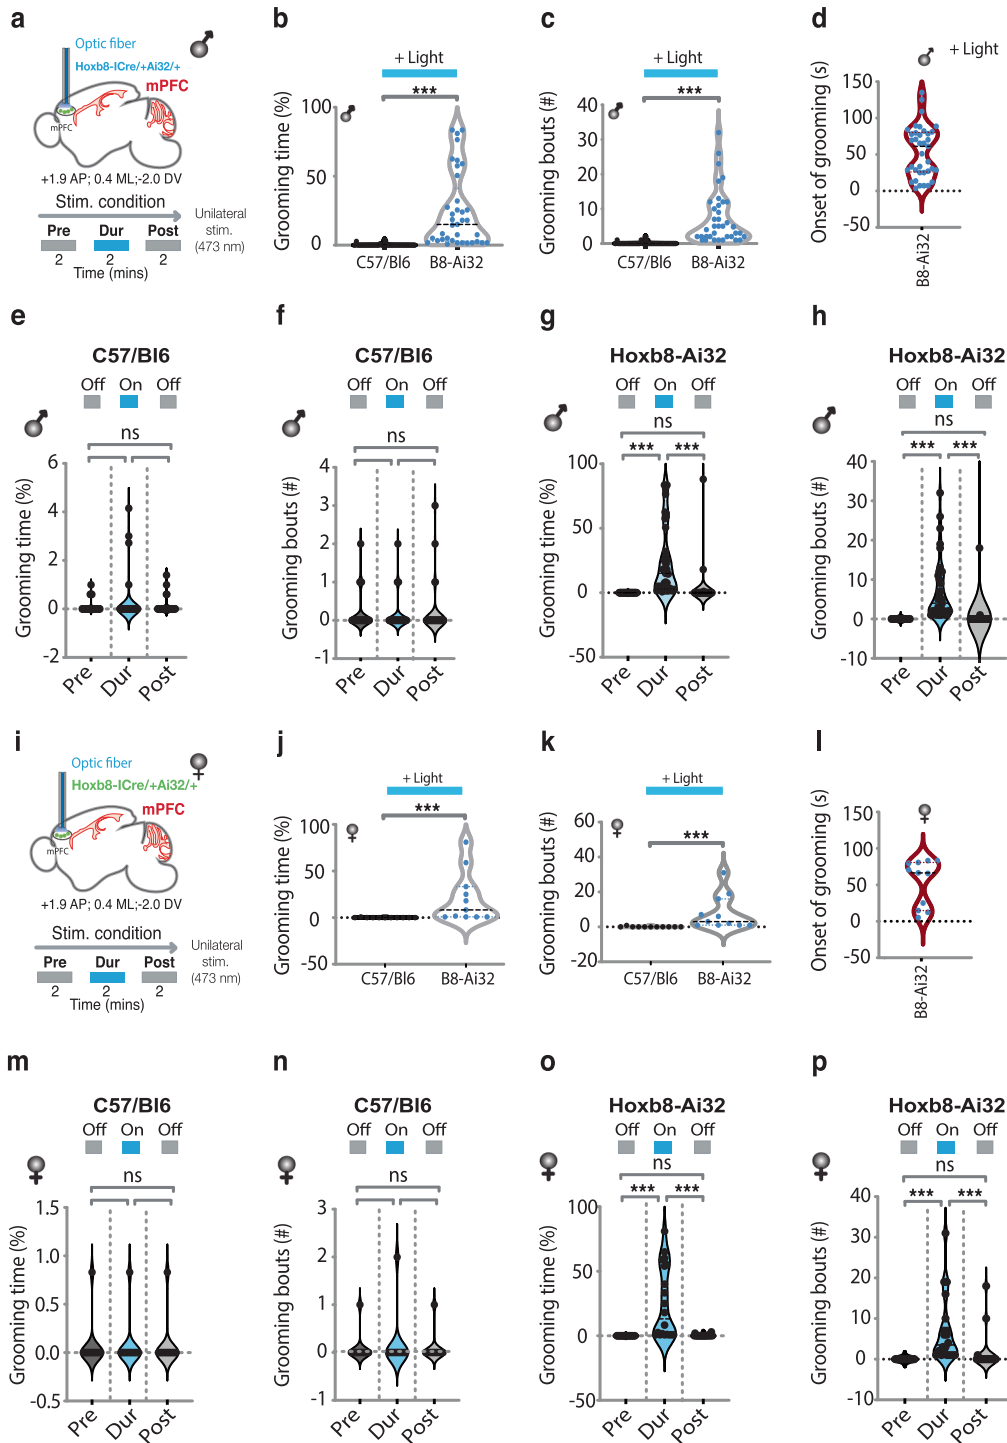 a
Optic fiber
Hoxb8-ICre/+Ai32/+
mPFC
mPFC
+1.9 AP; 0.4 ML;-2.0 DV
Stim. condition
Unilateral
stim.
(473 nm)
Pre Dur Post
2 2 2
Time (mins)
b
+ Light
***
Grooming time (%)
100
50
0
C57/Bl6 B8-Ai32
c
+ Light
***
Grooming bouts (#)
40
30
20
10
0
C57/Bl6 B8-Ai32
d
+ Light
Onset of grooming (s)
150
100
50
0
-50
B8-Ai32
e
C57/Bl6
Off On Off
ns
Grooming time (%)
6
4
2
0
-2
Pre Dur Post
f
C57/Bl6
Off On Off
ns
Grooming bouts (#)
4
3
2
1
0
-1
Pre Dur Post
g
Hoxb8-Ai32
Off On Off
ns
*** ***
Grooming time (%)
100
50
0
-50
Pre Dur Post
h
Hoxb8-Ai32
Off On Off
ns
*** ***
Grooming bouts (#)
40
30
20
10
0
-10
Pre Dur Post
i
Optic fiber
Hoxb8-ICre/+Ai32/+
mPFC
mPFC
+1.9 AP; 0.4 ML;-2.0 DV
Stim. condition
Unilateral
stim.
(473 nm)
Pre Dur Post
2 2 2
Time (mins)
j
+ Light
***
Grooming time (%)
100
50
0
-50
C57/Bl6 B8-Ai32
k
+ Light
***
Grooming bouts (#)
60
40
20
0
-20
C57/Bl6 B8-Ai32
l
Onset of grooming (s)
150
100
50
0
-50
B8-Ai32
m
C57/Bl6
Off On Off
ns
Grooming time (%)
1.5
1.0
0.5
0.0
-0.5
Pre Dur Post
n
C57/Bl6
Off On Off
ns
Grooming bouts (#)
3
2
1
0
-1
Pre Dur Post
o
Hoxb8-Ai32
Off On Off
ns
*** ***
Grooming time (%)
100
50
0
-50
Pre Dur Post
p
Hoxb8-Ai32
Off On Off
ns
*** ***
Grooming bouts (#)
40
30
20
10
0
-10
Pre Dur Post